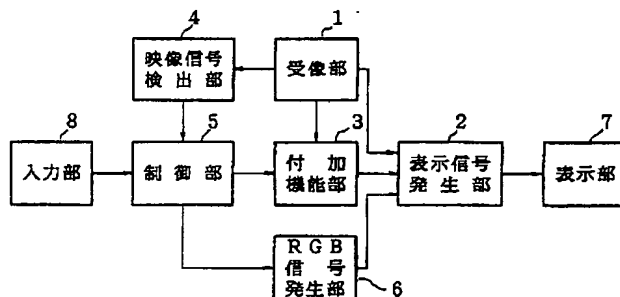 4
1
映像信号
検出部
受像部
8
5
3
2
7
入力部
制御部
付加
機能部
表示信号
発生部
表示部
RGB
信号
発生部
6